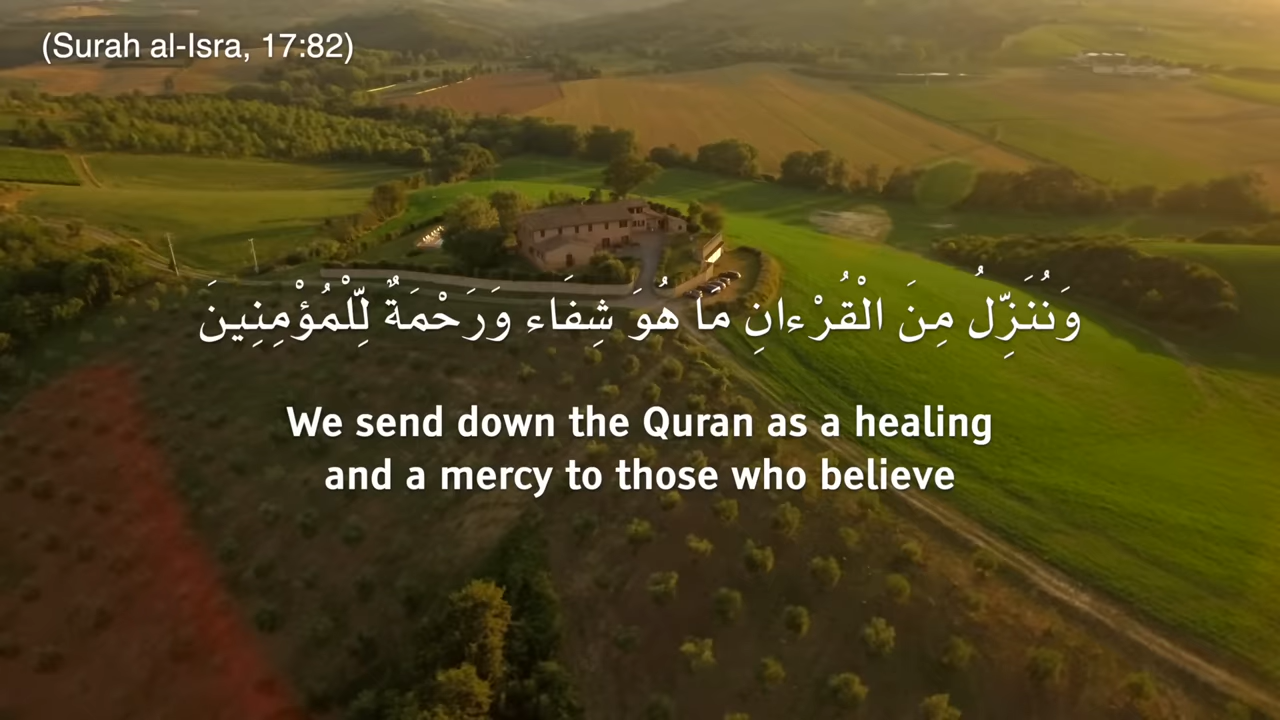 (Surah al-Isra, 17:82)
وَنُنَزِّلُ مِنَ الْقُرْءانِ ما هُوَ شِفَاء وَرَحْمَةٌ لِّلْمُؤْمِنِينَ
We send down the Quran as a healing
and a mercy to those who believe